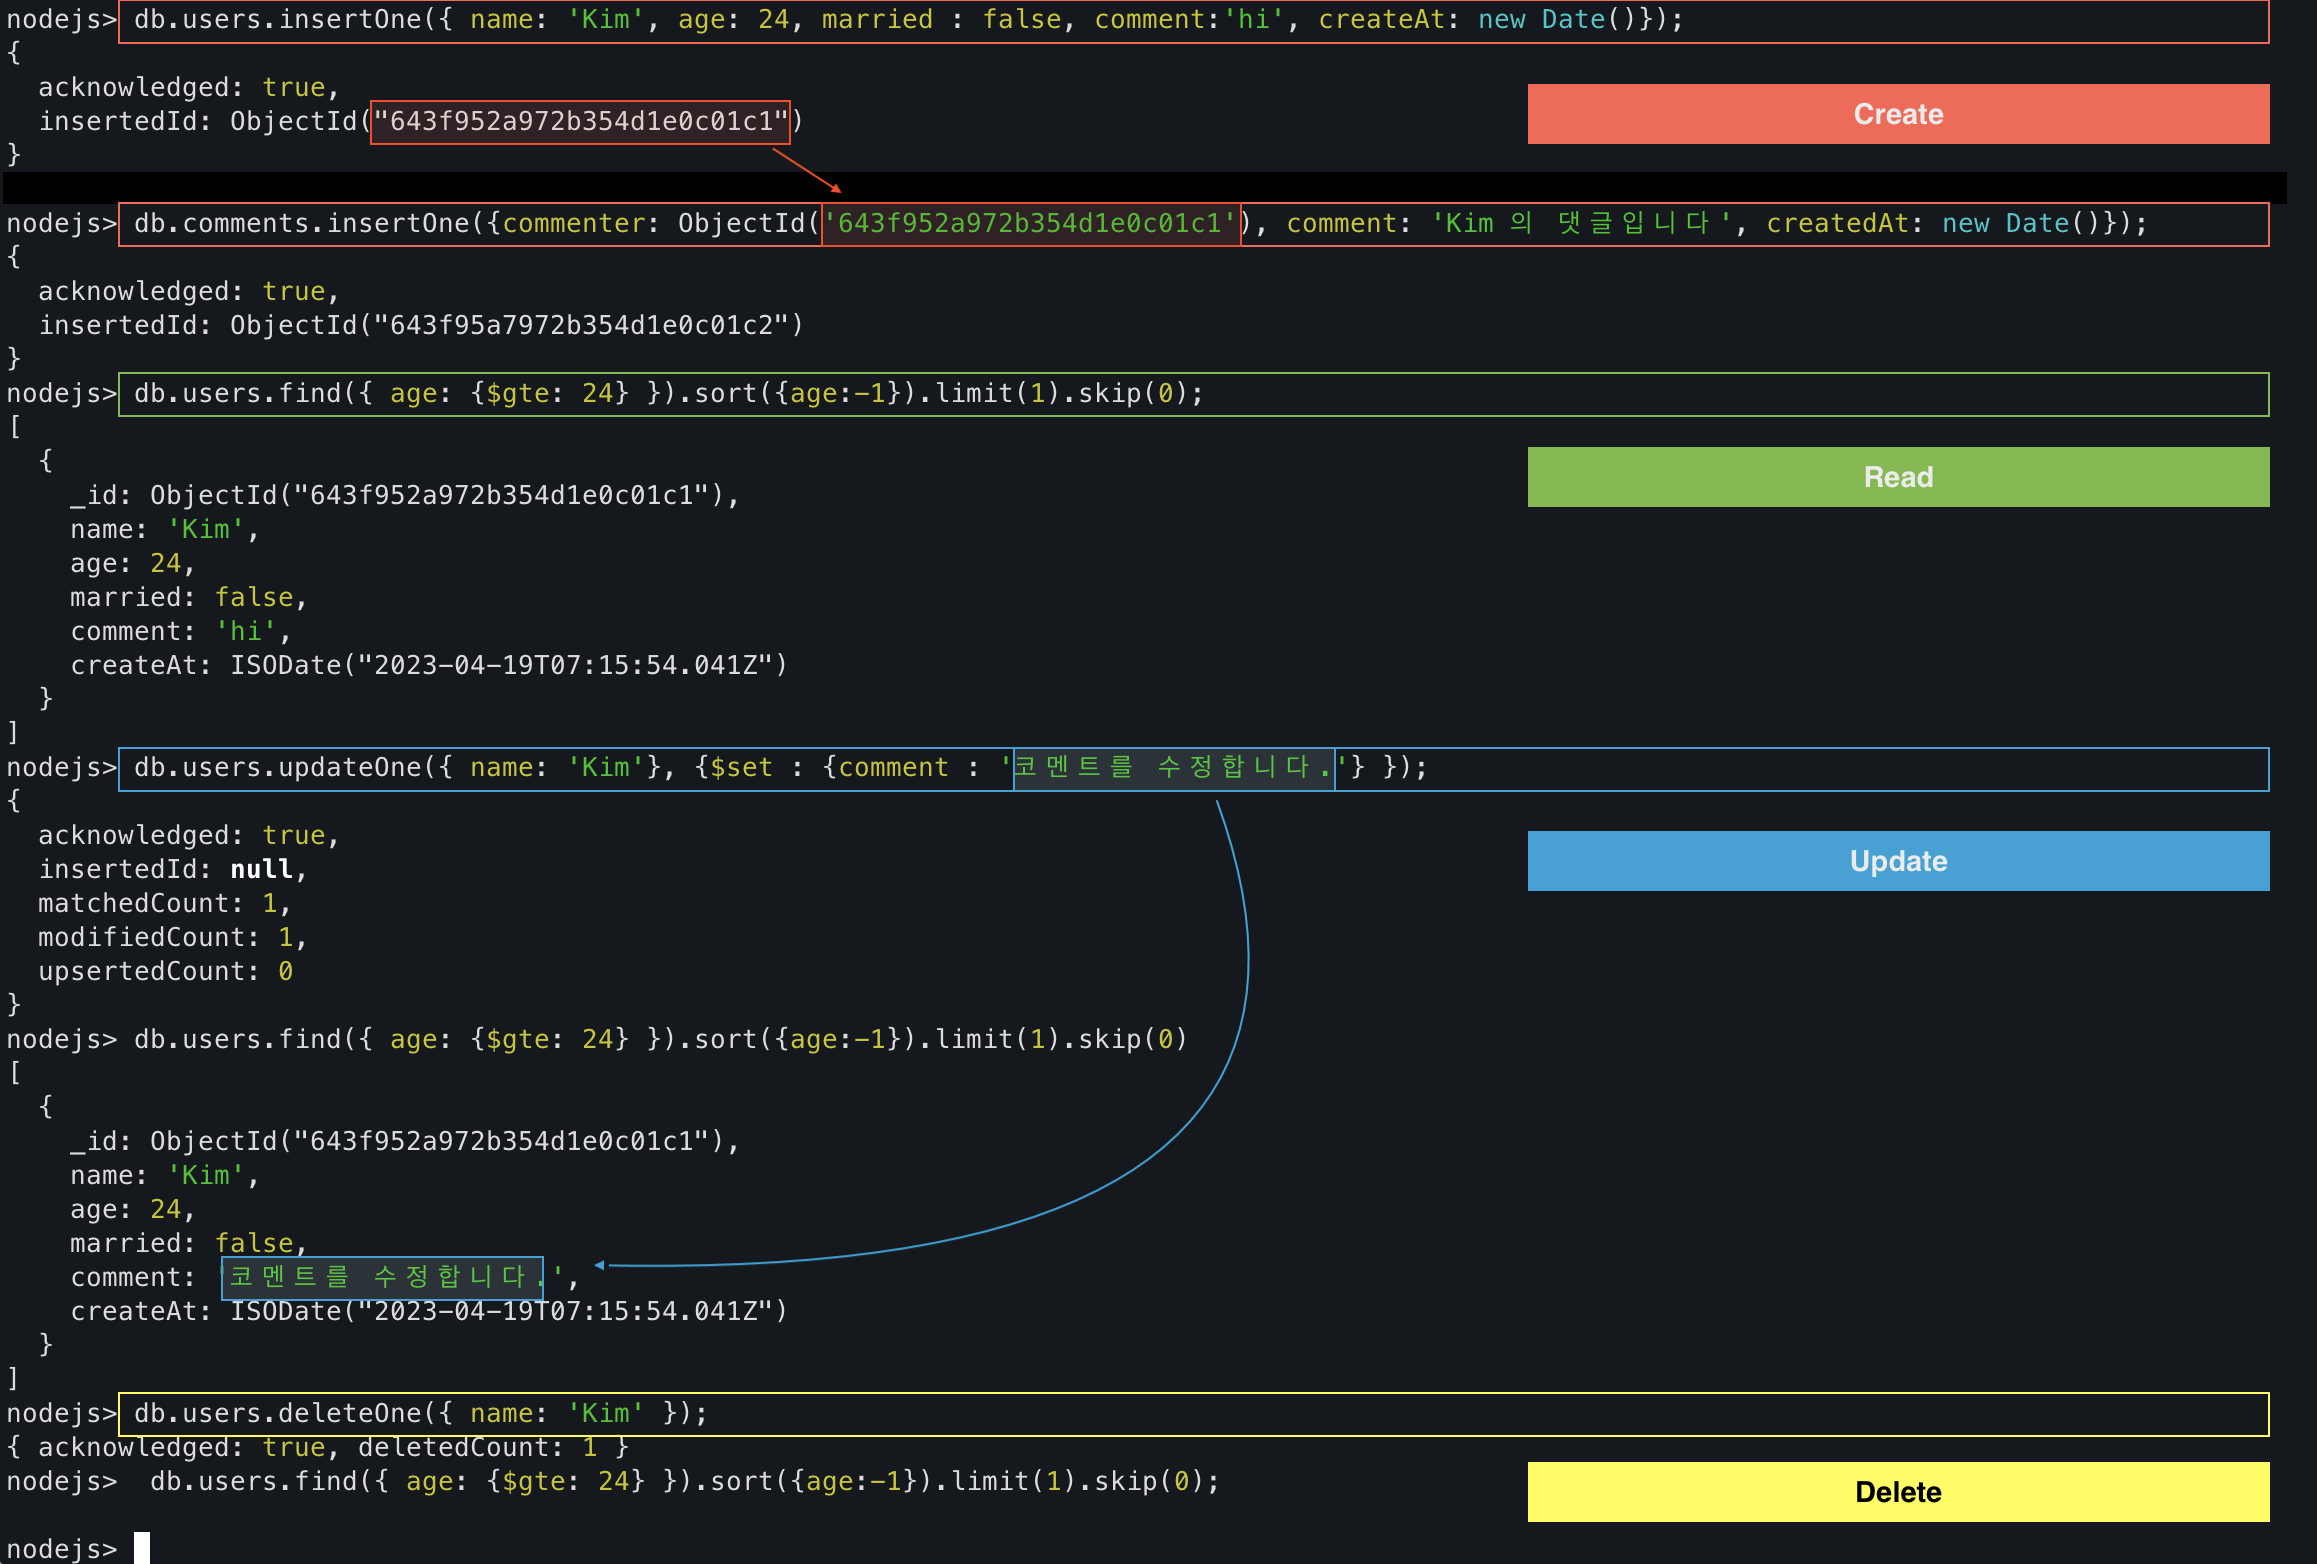 nodejs> db.users.insertOne({ name: 'Kim', age: 24, married : false, comment:'hi', createAt: new Date()});
{
  acknowledged: true,
  insertedId: ObjectId("643f952a972b354d1e0c01c1")
}
Create
nodejs> db.comments.insertOne({commenter: ObjectId('643f952a972b354d1e0c01c1'), comment: 'Kim 의 댓글입니다', createdAt: new Date()});
{
  acknowledged: true,
  insertedId: ObjectId("643f95a7972b354d1e0c01c2")
}
nodejs> db.users.find({ age: {$gte: 24} }).sort({age:-1}).limit(1).skip(0);
[
  {
    _id: ObjectId("643f952a972b354d1e0c01c1"),
    name: 'Kim',
    age: 24,
    married: false,
    comment: 'hi',
    createAt: ISODate("2023-04-19T07:15:54.041Z")
  }
]
Read
nodejs> db.users.updateOne({ name: 'Kim'}, {$set : {comment : '코멘트를 수정합니다.'} });
{
  acknowledged: true,
  insertedId: null,
  matchedCount: 1,
  modifiedCount: 1,
  upsertedCount: 0
}
Update
nodejs> db.users.find({ age: {$gte: 24} }).sort({age:-1}).limit(1).skip(0)
[
  {
    _id: ObjectId("643f952a972b354d1e0c01c1"),
    name: 'Kim',
    age: 24,
    married: false,
    comment: '코멘트를 수정합니다.',
    createAt: ISODate("2023-04-19T07:15:54.041Z")
  }
]
nodejs> db.users.deleteOne({ name: 'Kim' });
{ acknowledged: true, deletedCount: 1 }
nodejs>  db.users.find({ age: {$gte: 24} }).sort({age:-1}).limit(1).skip(0);
Delete
nodejs>